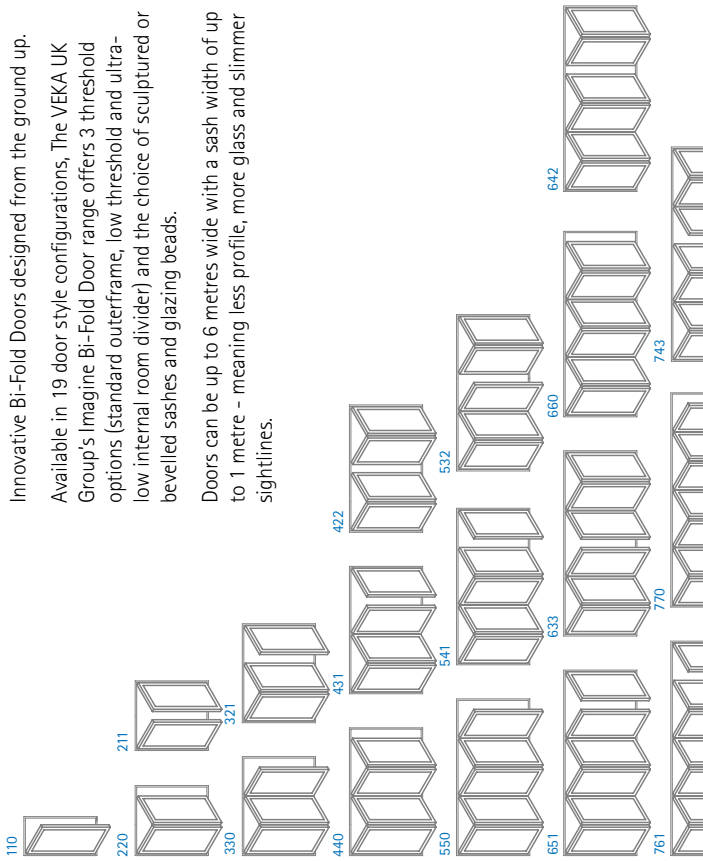 Innovative Bi-Fold Doors designed from the ground up.
Available in 19 door style configurations, The VEKA UK
Group's Imagine Bi-Fold Door range offers 3 threshold
options (standard outerframe, low threshold and ultra-
low internal room divider) and the choice of sculptured or
bevelled sashes and glazing beads.
Doors can be up to 6 metres wide with a sash width of up
to 1 metre - meaning less profile, more glass and slimmer
sightlines.
110
220
211
330
321
440
431
422
550
541
532
651
633
660
642
761
770
743